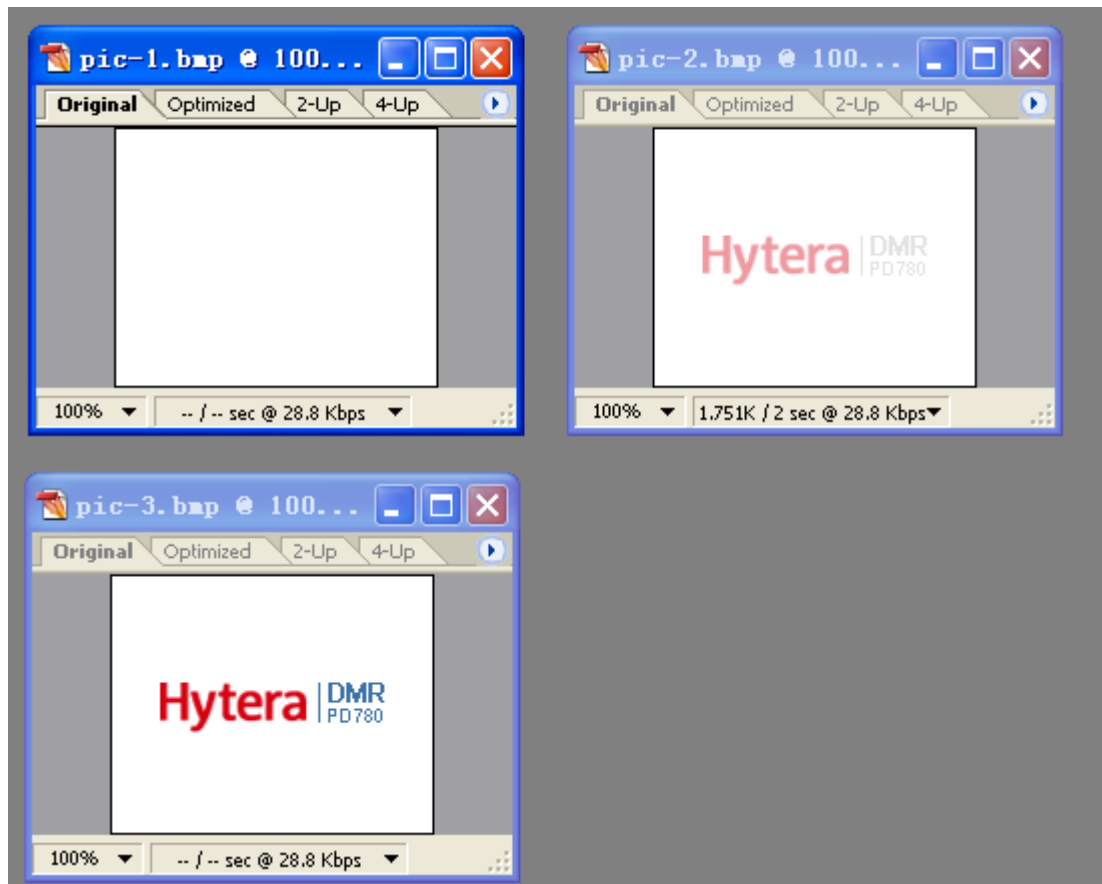 pic-1.bmp @ 100...
Original Optimized 2-Up 4-Up
100% -- / -- sec @ 28.8 Kbps
pic-2.bmp @ 100...
Original Optimized 2-Up 4-Up
Hytera DMR
PD780
100% 1.751K / 2 sec @ 28.8 Kbps
pic-3.bmp @ 100...
Original Optimized 2-Up 4-Up
Hytera DMR
PD780
100% -- / -- sec @ 28.8 Kbps